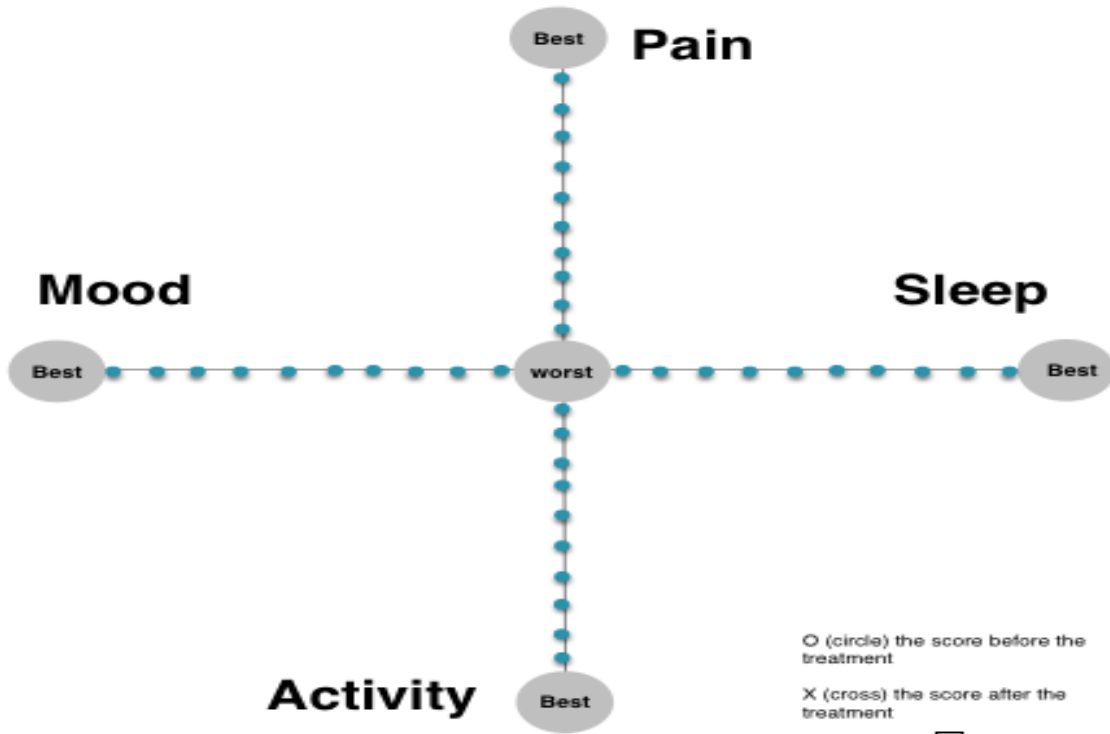 Best
Pain
Mood
Sleep
Best
worst
Best
Activity
Best
O (circle) the score before the
treatment
X (cross) the score after the
treatment